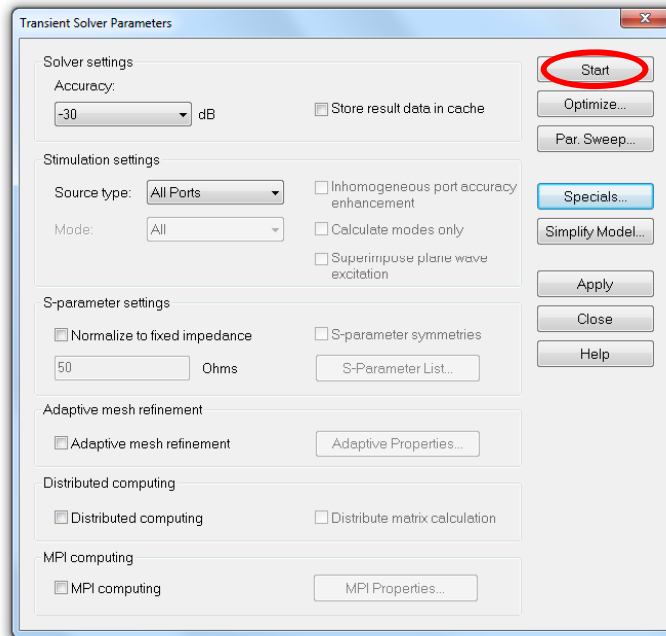 Transient Solver Parameters
x
Solver settings
Accuracy:
-30
dB
Store result data in cache
Stimulation settings
Source type:
All Ports
Inhomogeneous port accuracy
enhancement
Mode:
All
Calculate modes only
Superimpose plane wave
excitation
S-parameter settings
Normalize to fixed impedance
S-parameter symmetries
50
Ohms
S-Parameter List...
Adaptive mesh refinement
Adaptive mesh refinement
Adaptive Properties...
Distributed computing
Distributed computing
Distribute matrix calculation
MPI computing
MPI computing
MPI Properties...
Start
Optimize...
Par. Sweep...
Specials...
Simplify Model...
Apply
Close
Help